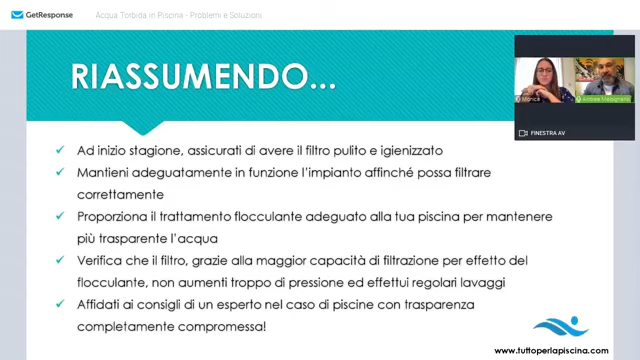 GetResponse
Acqua Torbida in Piscina - Problemi e Soluzioni
RIASSUMENDO...
Monica
FINESTRA AV
✓ Ad inizio stagione, assicurati di avere il filtro pulito e igienizzato
✓ Mantieni adeguatamente in funzione l'impianto affinché possa filtrare
correttamente
✓ Proporziona il trattamento flocculante adeguato alla tua piscina per mantenere
più trasparente l'acqua
✓ Verifica che il filtro, grazie alla maggior capacità di filtrazione per effetto del
flocculante, non aumenti troppo di pressione ed effettui regolari lavaggi
✓ Affidati ai consigli di un esperto nel caso di piscine con trasparenza
completamente compromessa!
www.tuttoperlapiscina.com